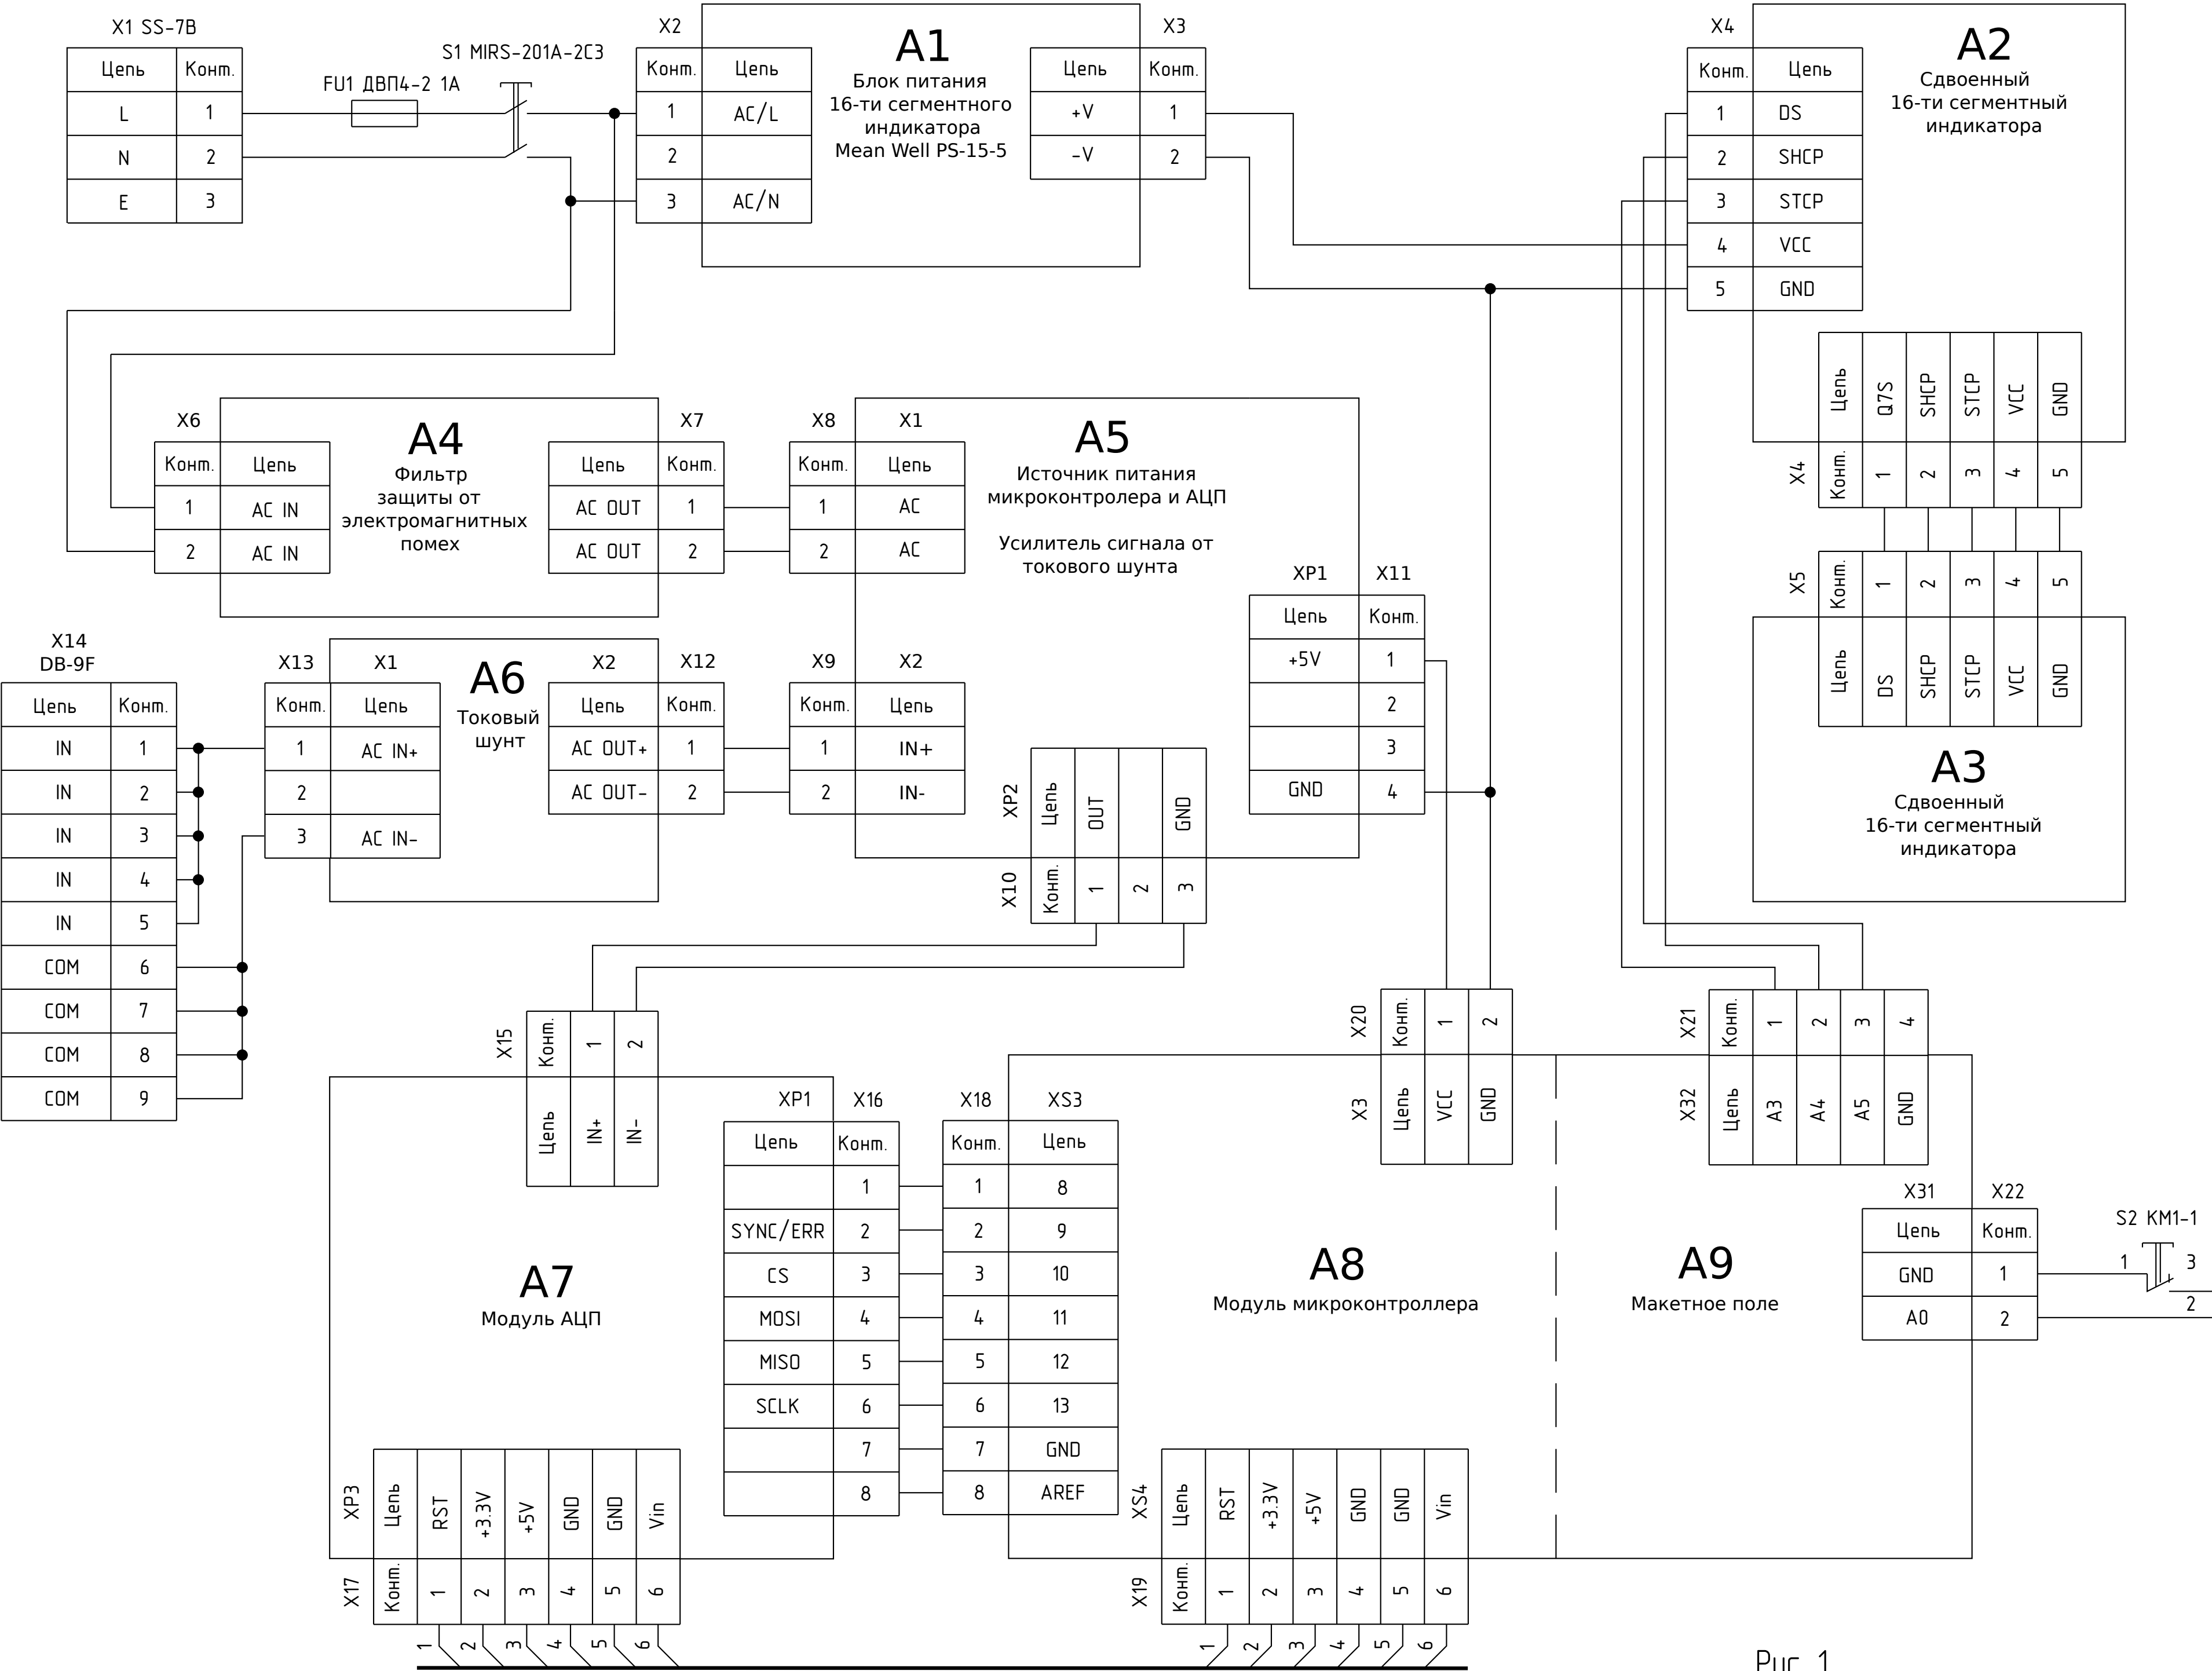 X1 SS-7B
Цепь Конт.
L 1
N 2
E 3
FU1 ДВП4-2 1А
S1 MIRS-201A-2C3
X2
Конт. Цепь
1 AC/L
2
3 AC/N
A1
Блок питания
16-ти сегментного
индикатора
Mean Well PS-15-5
X3
Цепь Конт.
+V 1
-V 2
X4
Конт. Цепь
1 DS
2 SHCP
3 STCP
4 VCC
5 GND
A2
Сдвоенный
16-ти сегментный
индикатора
Цепь Q7S SHCP STCP VCC GND
X4 Конт. 1 2 3 4 5
X5 Конт. 1 2 3 4 5
Цепь DS SHCP STCP VCC GND
A3
Сдвоенный
16-ти сегментный
индикатора
X6
Конт. Цепь
1 AC IN
2 AC IN
A4
Фильтр
защиты от
электромагнитных
помех
X7
Цепь Конт.
AC OUT 1
AC OUT 2
X8 X1
Конт. Цепь
1 AC
2 AC
A5
Источник питания
микроконтролера и АЦП
Усилитель сигнала от
токового шунта
XP1 X11
Цепь Конт.
+5V 1
2
3
GND 4
X14
DB-9F
Цепь Конт.
IN 1
IN 2
IN 3
IN 4
IN 5
COM 6
COM 7
COM 8
COM 9
X13 X1
Конт. Цепь
1 AC IN+
2
3 AC IN-
A6
Токовый
шунт
X2 X12
Цепь Конт.
AC OUT+ 1
AC OUT- 2
X9 X2
Конт. Цепь
1 IN+
2 IN-
XP2 Цепь OUT GND
X10 Конт. 1 2 3
X15 Конт. 1 2
Цепь IN+ IN-
A7
Модуль АЦП
XP1 X16
Цепь Конт.
1
SYNC/ERR 2
CS 3
MOSI 4
MISO 5
SCLK 6
7
8
XP3 Цепь RST +3.3V +5V GND GND Vin
X17 Конт. 1 2 3 4 5 6
1 2 3 4 5 6
X18 XS3
Конт. Цепь
1 8
2 9
3 10
4 11
5 12
6 13
7 GND
8 AREF
X20 Конт. 1 2
X3 Цепь VCC GND
A8
Модуль микроконтроллера
XS4 Цепь RST +3.3V +5V GND GND Vin
X19 Конт. 1 2 3 4 5 6
1 2 3 4 5 6
X21 Конт. 1 2 3 4
X32 Цепь A3 A4 A5 GND
A9
Макетное поле
X31 X22
Цепь Конт.
GND 1
A0 2
S2 KM1-1
1 3
2
Рис. 1